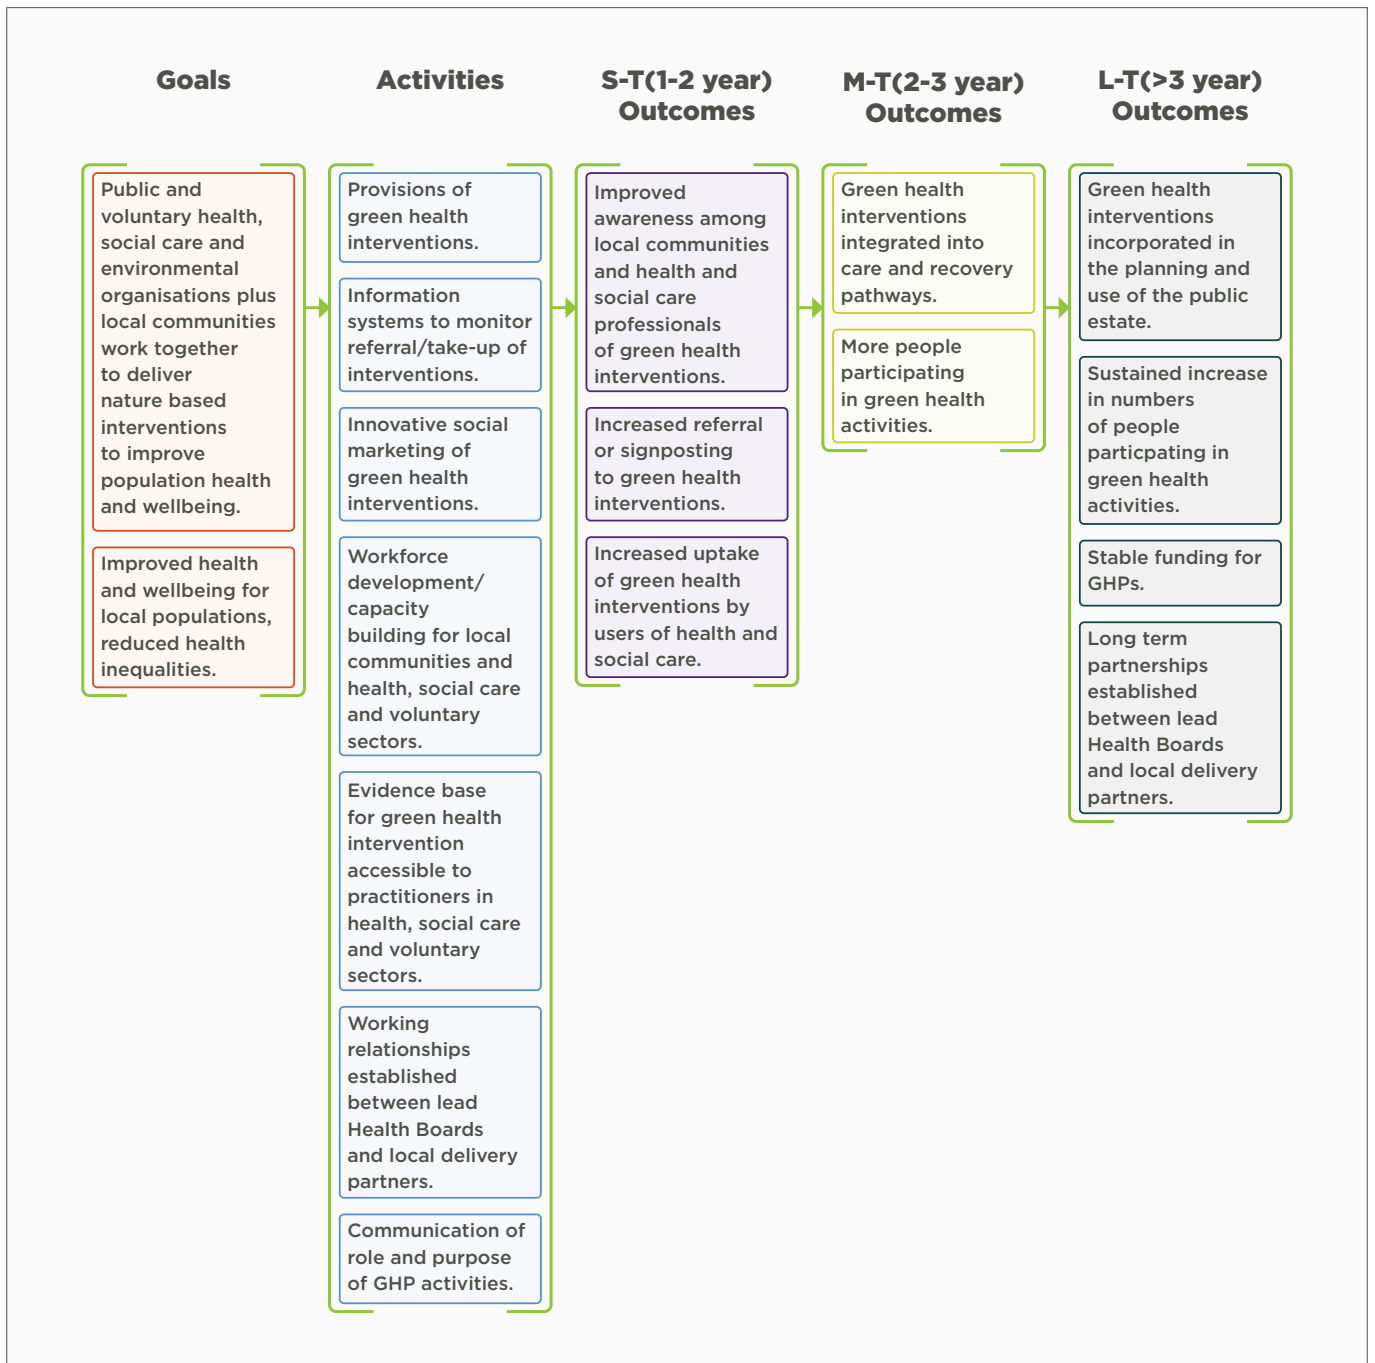 Goals
Activities
S-T(1-2 year)
Outcomes
M-T(2-3 year)
Outcomes
L-T(>3 year)
Outcomes
Public and
voluntary health,
social care and
environmental
organisations plus
local communities
work together
to deliver
nature based
interventions
to improve
population health
and wellbeing.
Improved health
and wellbeing for
local populations,
reduced health
inequalities.
Provisions of
green health
interventions.
Information
systems to monitor
referral/take-up of
interventions.
Innovative social
marketing of
green health
interventions.
Workforce
development/
capacity
building for local
communities and
health, social care
and voluntary
sectors.
Evidence base
for green health
intervention
accessible to
practitioners in
health, social care
and voluntary
sectors.
Working
relationships
established
between lead
Health Boards
and local delivery
partners.
Communication of
role and purpose
of GHP activities.
Improved
awareness among
local communities
and health and
social care
professionals
of green health
interventions.
Increased referral
or signposting
to green health
interventions.
Increased uptake
of green health
interventions by
users of health and
social care.
Green health
interventions
integrated into
care and recovery
pathways.
More people
participating
in green health
activities.
Green health
interventions
incorporated in
the planning and
use of the public
estate.
Sustained increase
in numbers
of people
particpating in
green health
activities.
Stable funding for
GHPs.
Long term
partnerships
established
between lead
Health Boards
and local delivery
partners.